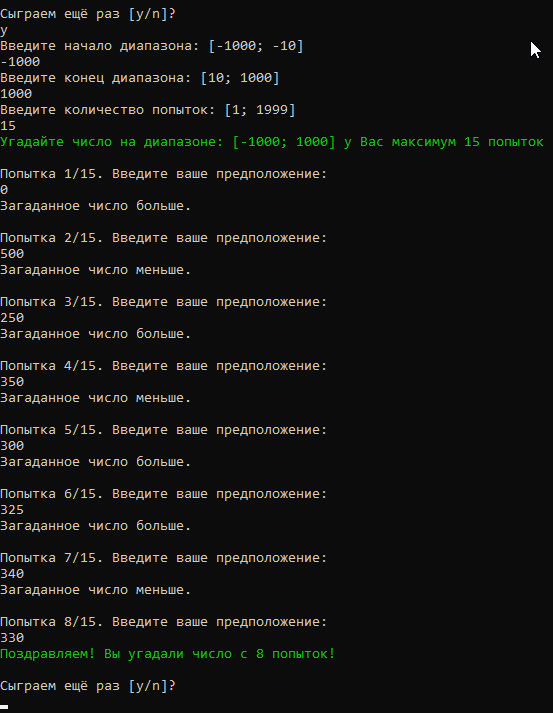 Сыграем ещё раз [y/n]?
y
Введите начало диапазона: [-1000; -10]
-1000
Введите конец диапазона: [10; 1000]
1000
Введите количество попыток: [1; 1999]
15
Угадайте число на диапазоне: [-1000; 1000] у Вас максимум 15 попыток
Попытка 1/15. Введите ваше предположение:
0
Загаданное число больше.
Попытка 2/15. Введите ваше предположение:
500
Загаданное число меньше.
Попытка 3/15. Введите ваше предположение:
250
Загаданное число больше.
Попытка 4/15. Введите ваше предположение:
350
Загаданное число меньше.
Попытка 5/15. Введите ваше предположение:
300
Загаданное число больше.
Попытка 6/15. Введите ваше предположение:
325
Загаданное число больше.
Попытка 7/15. Введите ваше предположение:
340
Загаданное число меньше.
Попытка 8/15. Введите ваше предположение:
330
Поздравляем! Вы угадали число с 8 попыток!
Сыграем ещё раз [y/n]?